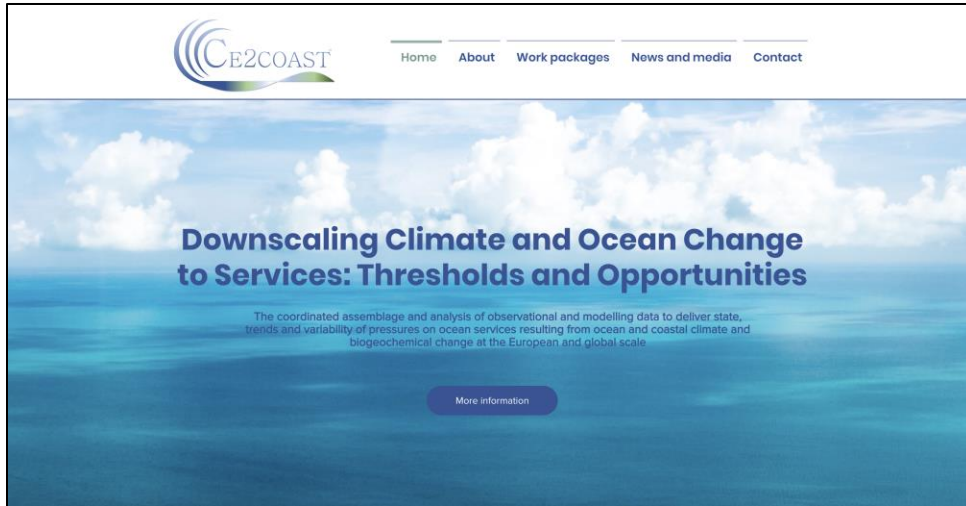 CE2COAST
Home About Work packages News and media Contact
Downscaling Climate and Ocean Change
to Services: Thresholds and Opportunities
The coordinated assemblage and analysis of observational and modelling data to deliver state,
trends and variability of pressures on ocean services resulting from ocean and coastal climate and
biogeochemical change at the European and global scale
More information